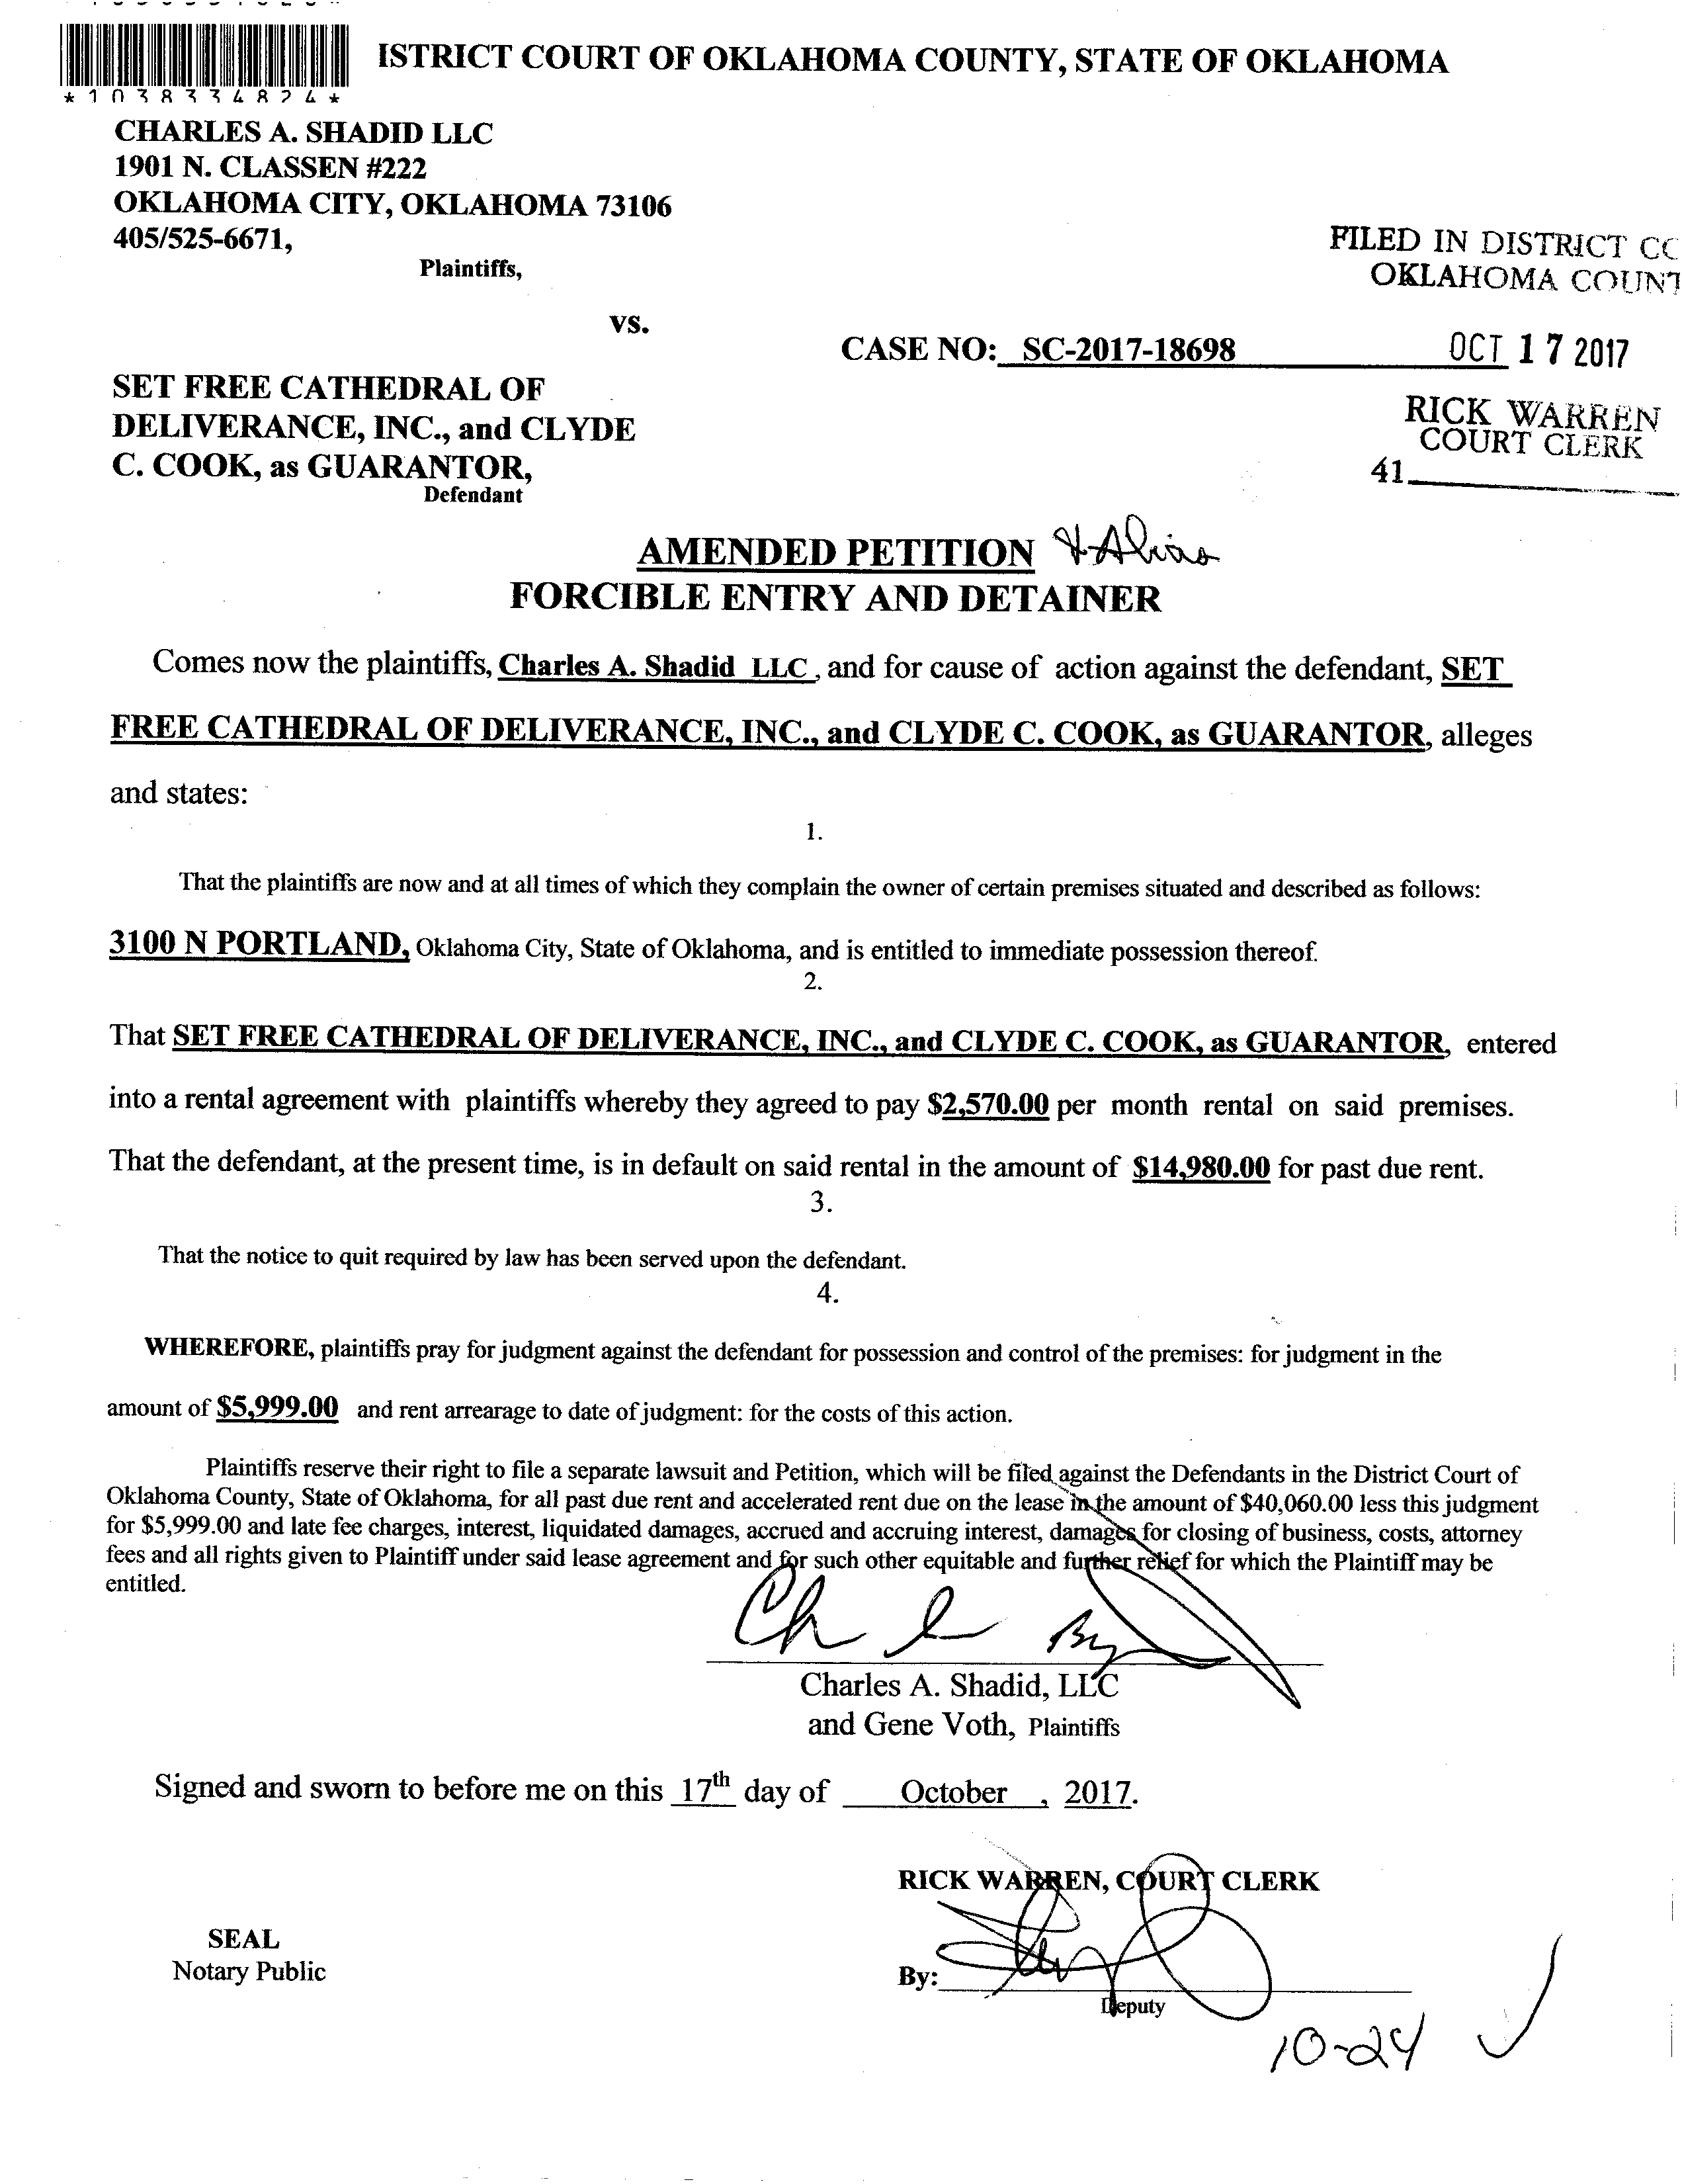 ISTRICT COURT OF OKLAHOMA COUNTY, STATE OF OKLAHOMA
*1038334824*
CHARLES A. SHADID LLC
1901 N. CLASSEN #222
OKLAHOMA CITY, OKLAHOMA 73106
405/525-6671,
Plaintiffs,
FILED IN DISTRICT CO
OKLAHOMA COUNT
vs.
CASE NO: SC-2017-18698
OCT 17 2017
SET FREE CATHEDRAL OF
DELIVERANCE, INC., and CLYDE
C. COOK, as GUARANTOR,
Defendant
RICK WARREN
COURT CLERK
41
AMENDED PETITION & Alias
FORCIBLE ENTRY AND DETAINER
Comes now the plaintiffs, Charles A. Shadid LLC, and for cause of action against the defendant, SET
FREE CATHEDRAL OF DELIVERANCE, INC., and CLYDE C. COOK, as GUARANTOR, alleges
and states:
1.
That the plaintiffs are now and at all times of which they complain the owner of certain premises situated and described as follows:
3100 N PORTLAND, Oklahoma City, State of Oklahoma, and is entitled to immediate possession thereof.
2.
That SET FREE CATHEDRAL OF DELIVERANCE, INC., and CLYDE C. COOK, as GUARANTOR, entered
into a rental agreement with plaintiffs whereby they agreed to pay $2,570.00 per month rental on said premises.
That the defendant, at the present time, is in default on said rental in the amount of $14,980.00 for past due rent.
3.
That the notice to quit required by law has been served upon the defendant.
4.
WHEREFORE, plaintiffs pray for judgment against the defendant for possession and control of the premises: for judgment in the
amount of $5,999.00 and rent arrearage to date of judgment: for the costs of this action.
Plaintiffs reserve their right to file a separate lawsuit and Petition, which will be filed against the Defendants in the District Court of
Oklahoma County, State of Oklahoma, for all past due rent and accelerated rent due on the lease in the amount of $40,060.00 less this judgment
for $5,999.00 and late fee charges, interest, liquidated damages, accrued and accruing interest, damages for closing of business, costs, attorney
fees and all rights given to Plaintiff under said lease agreement and for such other equitable and further relief for which the Plaintiff may be
entitled.
Charles A. Shadid, LLC
and Gene Voth, Plaintiffs
Signed and sworn to before me on this 17th day of October, 2017.
RICK WARREN, COURT CLERK
SEAL
Notary Public
By:
Deputy
10-24